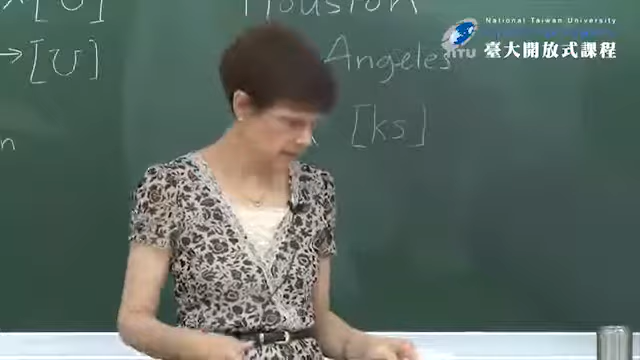 [ʊ] Houston
National Taiwan University
NTU 臺大開放式課程
→[ʊ] Angeles
[ks]
n